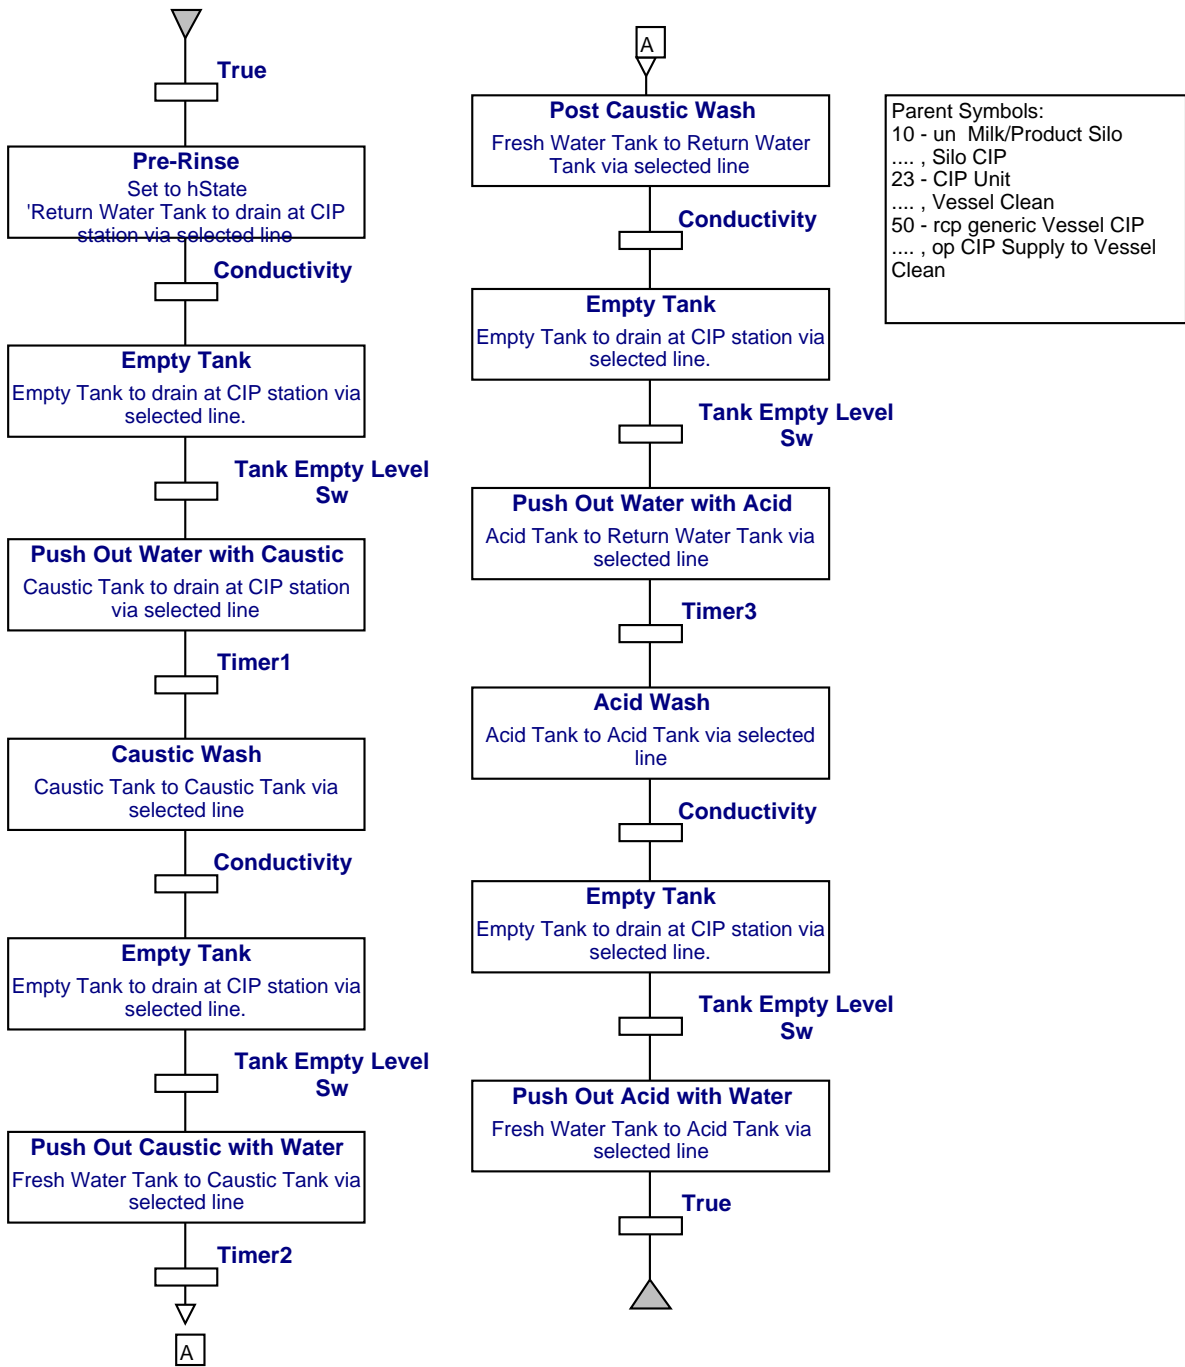 True
Pre-Rinse
Set to hState
'Return Water Tank to drain at CIP
station via selected line
Conductivity
Empty Tank
Empty Tank to drain at CIP station via
selected line.
Tank Empty Level
Sw
Push Out Water with Caustic
Caustic Tank to drain at CIP station
via selected line
Timer1
Caustic Wash
Caustic Tank to Caustic Tank via
selected line
Conductivity
Empty Tank
Empty Tank to drain at CIP station via
selected line.
Tank Empty Level
Sw
Push Out Caustic with Water
Fresh Water Tank to Caustic Tank via
selected line
Timer2
A
A
Post Caustic Wash
Fresh Water Tank to Return Water
Tank via selected line
Conductivity
Empty Tank
Empty Tank to drain at CIP station via
selected line.
Tank Empty Level
Sw
Push Out Water with Acid
Acid Tank to Return Water Tank via
selected line
Timer3
Acid Wash
Acid Tank to Acid Tank via selected
line
Conductivity
Empty Tank
Empty Tank to drain at CIP station via
selected line.
Tank Empty Level
Sw
Push Out Acid with Water
Fresh Water Tank to Acid Tank via
selected line
True
Parent Symbols:
10 - un  Milk/Product Silo
.... , Silo CIP
23 - CIP Unit
.... , Vessel Clean
50 - rcp generic Vessel CIP
.... , op CIP Supply to Vessel
Clean